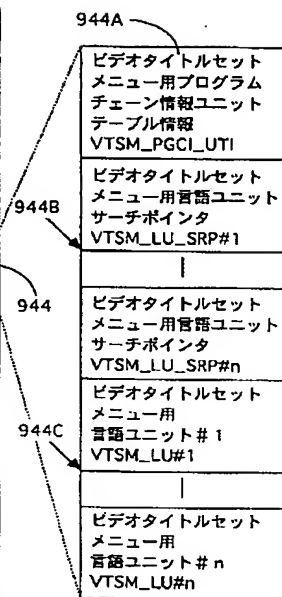 944A
ビデオタイトルセット
メニュー用プログラム
チェーン情報ユニット
テーブル情報
VTSM_PGCI_UTI
ビデオタイトルセット
メニュー用言語ユニット
サーチポインタ
VTSM_LU_SRP#1
944B
944
ビデオタイトルセット
メニュー用言語ユニット
サーチポインタ
VTSM_LU_SRP#n
ビデオタイトルセット
メニュー用
言語ユニット#1
VTSM_LU#1
944C
ビデオタイトルセット
メニュー用
言語ユニット#n
VTSM_LU#n